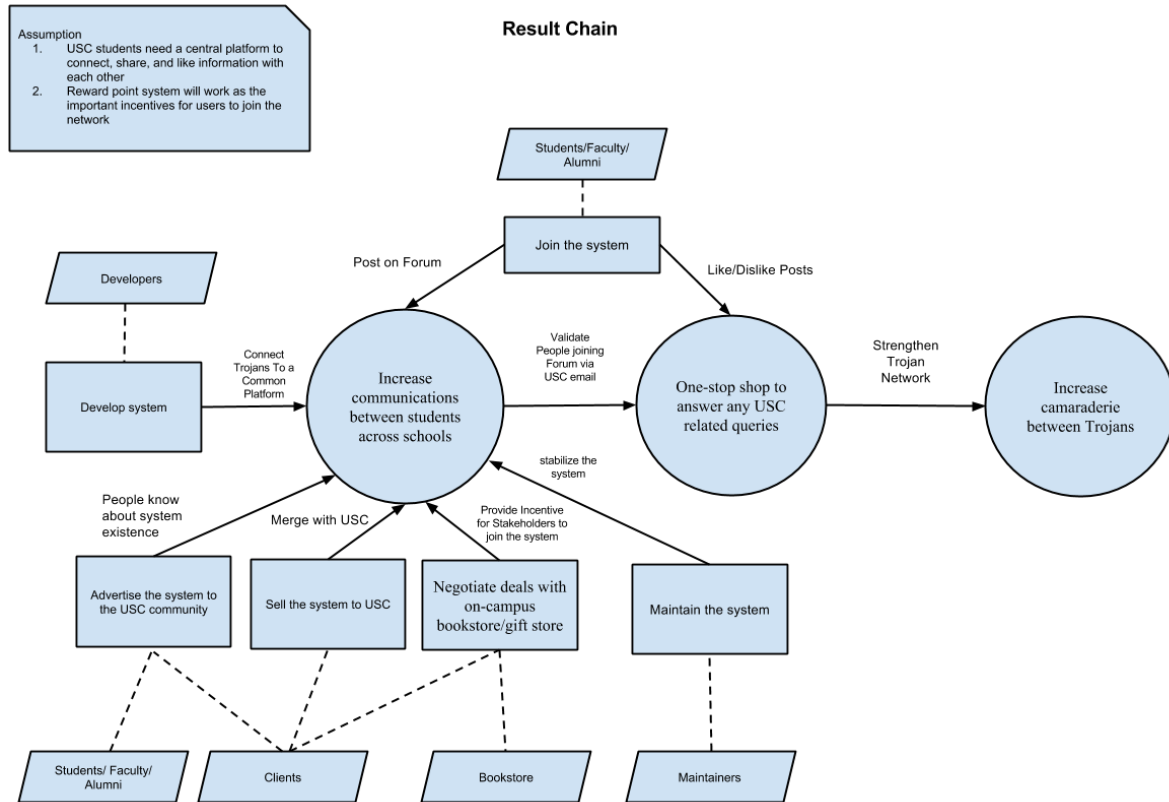 Result Chain
Assumption
1. USC students need a central platform to
connect, share, and like information with
each other
2. Reward point system will work as the
important incentives for users to join the
network
Students/Faculty/
Alumni
Join the system
Post on Forum
Like/Dislike Posts
Developers
Develop system
Connect
Trojans To a
Common
Platform
Increase
communications
between students
across schools
Validate
People joining
Forum via
USC email
One-stop shop to
answer any USC
related queries
Strengthen
Trojan
Network
Increase
camaraderie
between Trojans
People know
about system
existence
Merge with USC
Provide Incentive
for Stakeholders to
join the system
stabilize the
system
Advertise the system to
the USC community
Sell the system to USC
Negotiate deals with
on-campus
bookstore/gift store
Maintain the system
Students/ Faculty/
Alumni
Clients
Bookstore
Maintainers